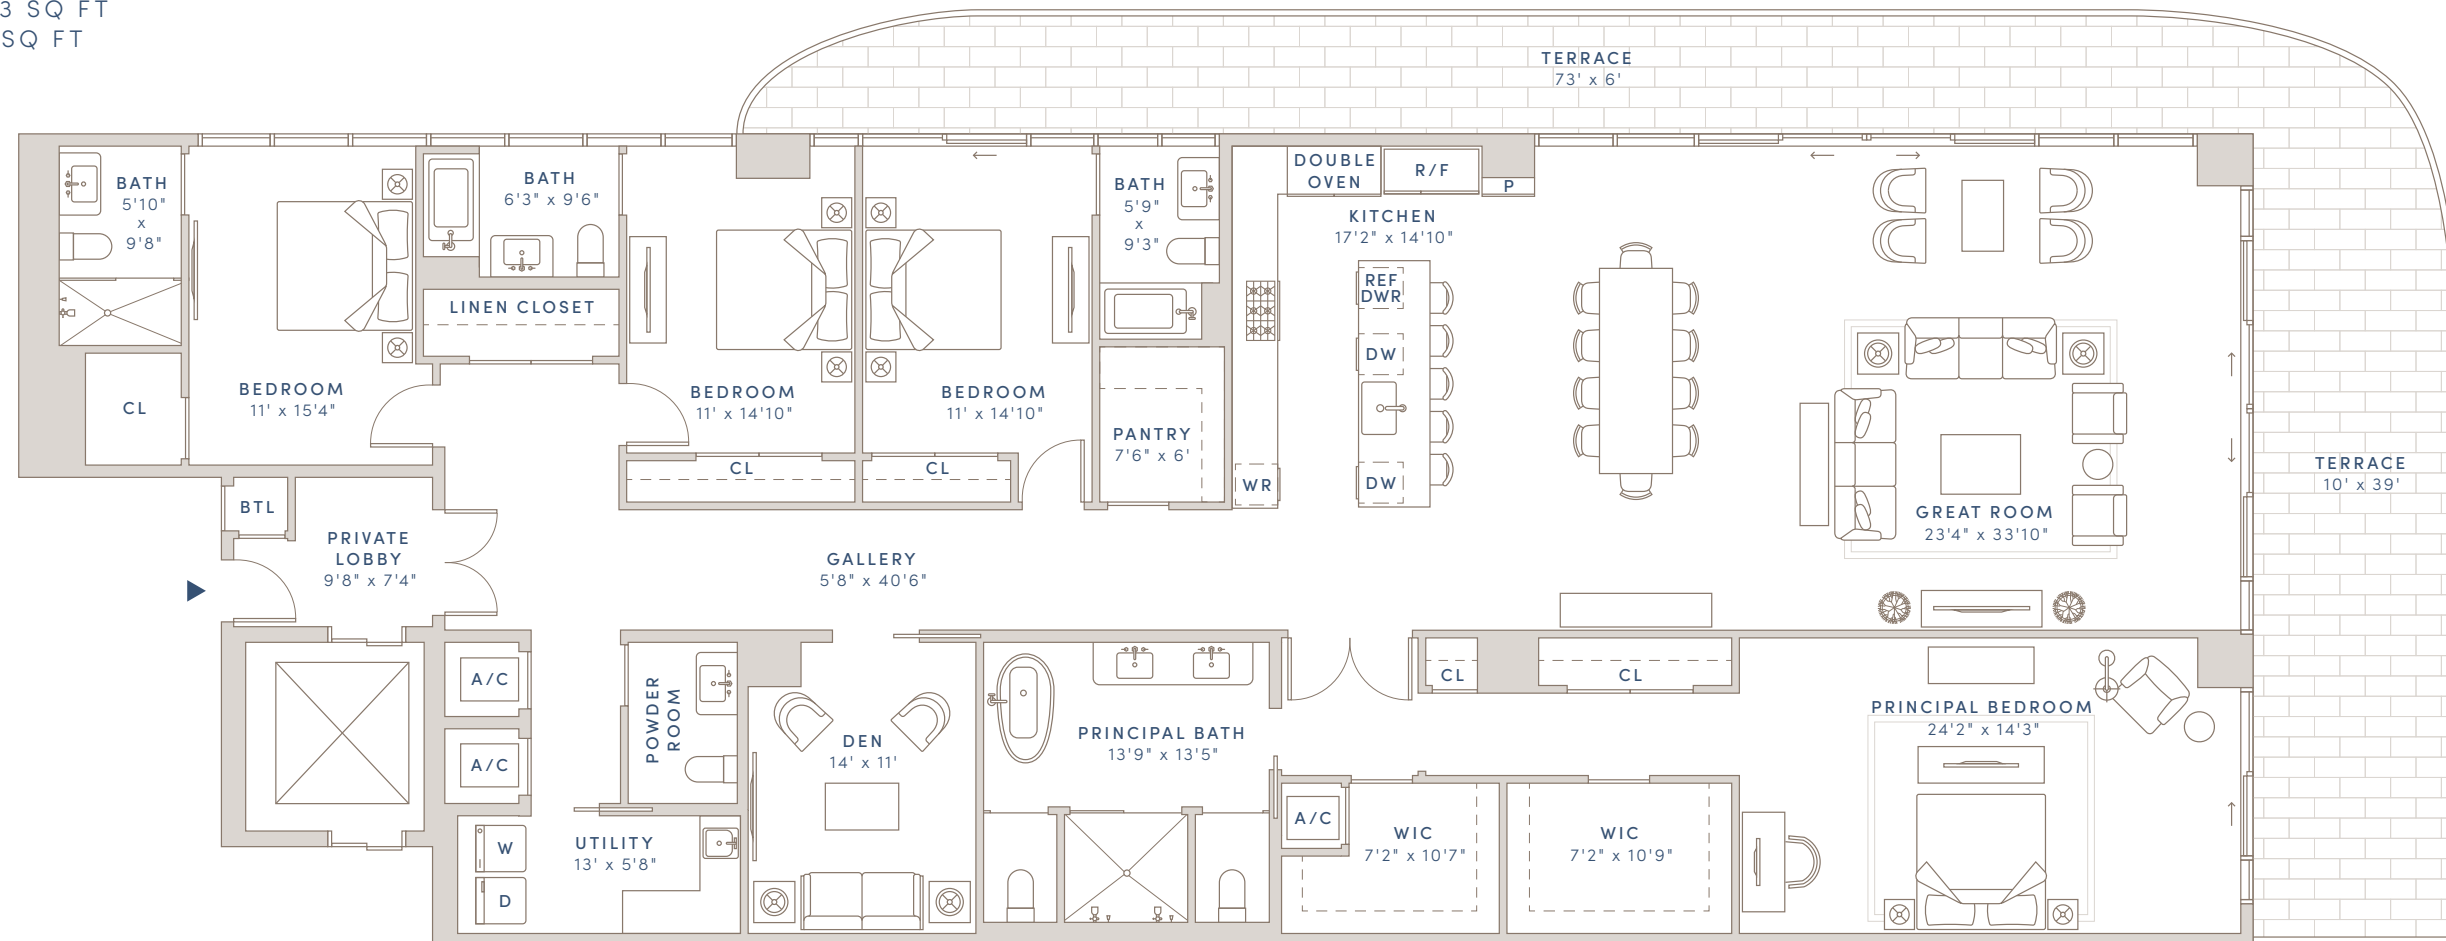 3 SQ FT
SQ FT
TERRACE
73' x 6'
BATH
5'10"
x
9'8"
BATH
6'3" x 9'6"
BATH
5'9"
x
9'3"
DOUBLE
OVEN
R/F
P
KITCHEN
17'2" x 14'10"
LINEN CLOSET
REF
DWR
DW
BEDROOM
11' x 15'4"
BEDROOM
11' x 14'10"
BEDROOM
11' x 14'10"
CL
PANTRY
7'6" x 6'
CL
CL
WR
DW
TERRACE
10' x 39'
GREAT ROOM
23'4" x 33'10"
BTL
PRIVATE
LOBBY
9'8" x 7'4"
GALLERY
5'8" x 40'6"
A/C
A/C
POWDER
ROOM
DEN
14' x 11'
PRINCIPAL BATH
13'9" x 13'5"
CL
CL
PRINCIPAL BEDROOM
24'2" x 14'3"
A/C
WIC
7'2" x 10'7"
WIC
7'2" x 10'9"
W
D
UTILITY
13' x 5'8"